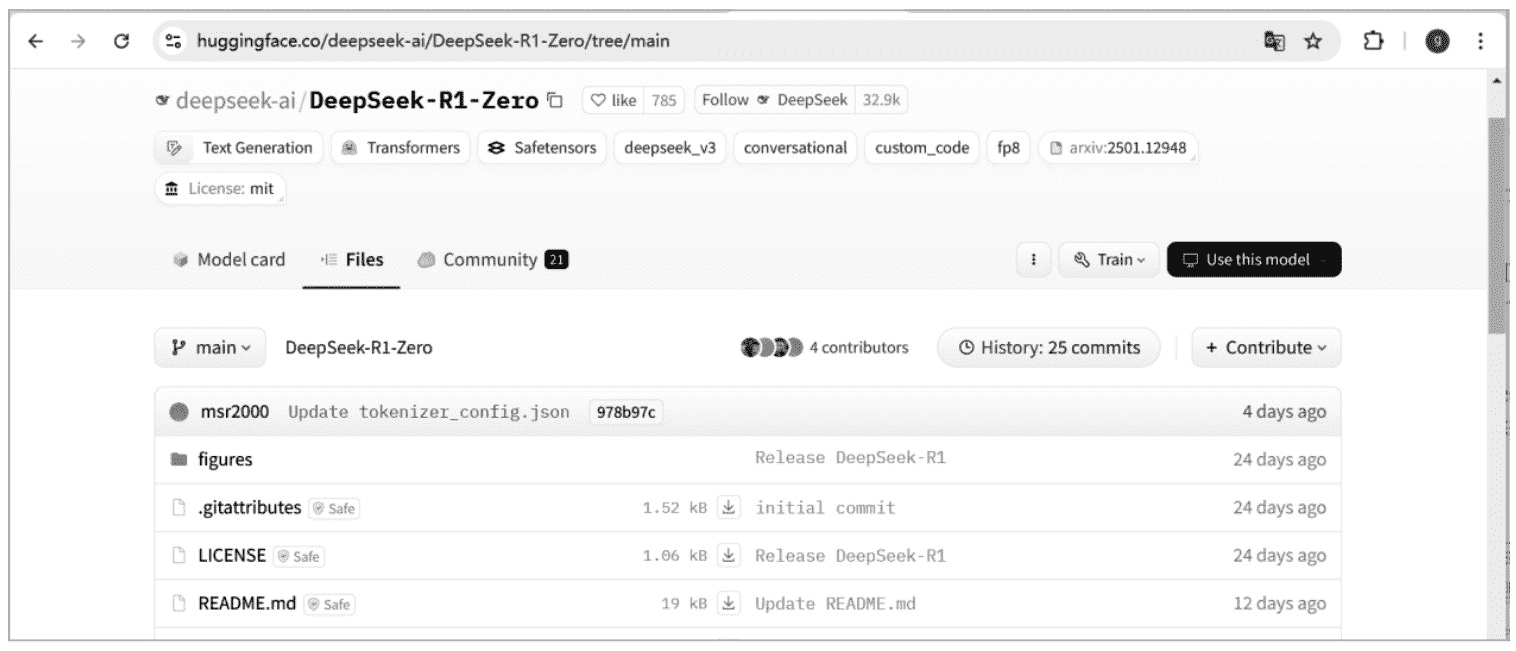 huggingface.co/deepseek-ai/DeepSeek-R1-Zero/tree/main
g
deepseek-ai/DeepSeek-R1-Zero like 785 Follow DeepSeek 32.9k
Text Generation Transformers Safetensors deepseek_v3 conversational custom_code fp8 arxiv:2501.12948
License: mit
Model card Files Community 21 Train Use this model
main DeepSeek-R1-Zero 4 contributors History: 25 commits + Contribute
msr2000 Update tokenizer_config.json 978b97c 4 days ago
figures Release DeepSeek-R1 24 days ago
.gitattributes Safe 1.52 kB initial commit 24 days ago
LICENSE Safe 1.06 kB Release DeepSeek-R1 24 days ago
README.md Safe 19 kB Update README.md 12 days ago